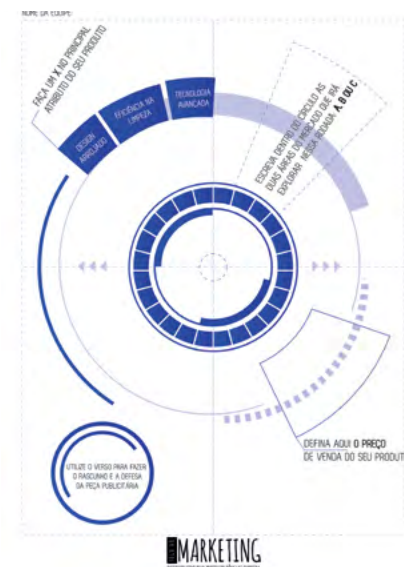 NOME DA EQUIPE:
FAÇA UM X NO PRINCIPAL
ATRIBUTO DO SEU PRODUTO
DESIGN
ARROJADO
EFICIÊNCIA NA
LIMPEZA
TECNOLOGIA
AVANÇADA
ESCREVA DENTRO DO CÍRCULO AS
DUAS ÁREAS DO MERCADO QUE IRÁ
EXPLORAR NESSA RODADA: A, B OU C
DEFINA AQUI O PREÇO
DE VENDA DO SEU PRODUT
UTILIZE O VERSO PARA FAZER
O RASCUNHO E A DEFESA
DA PEÇA PUBLICITÁRIA
MARKETING